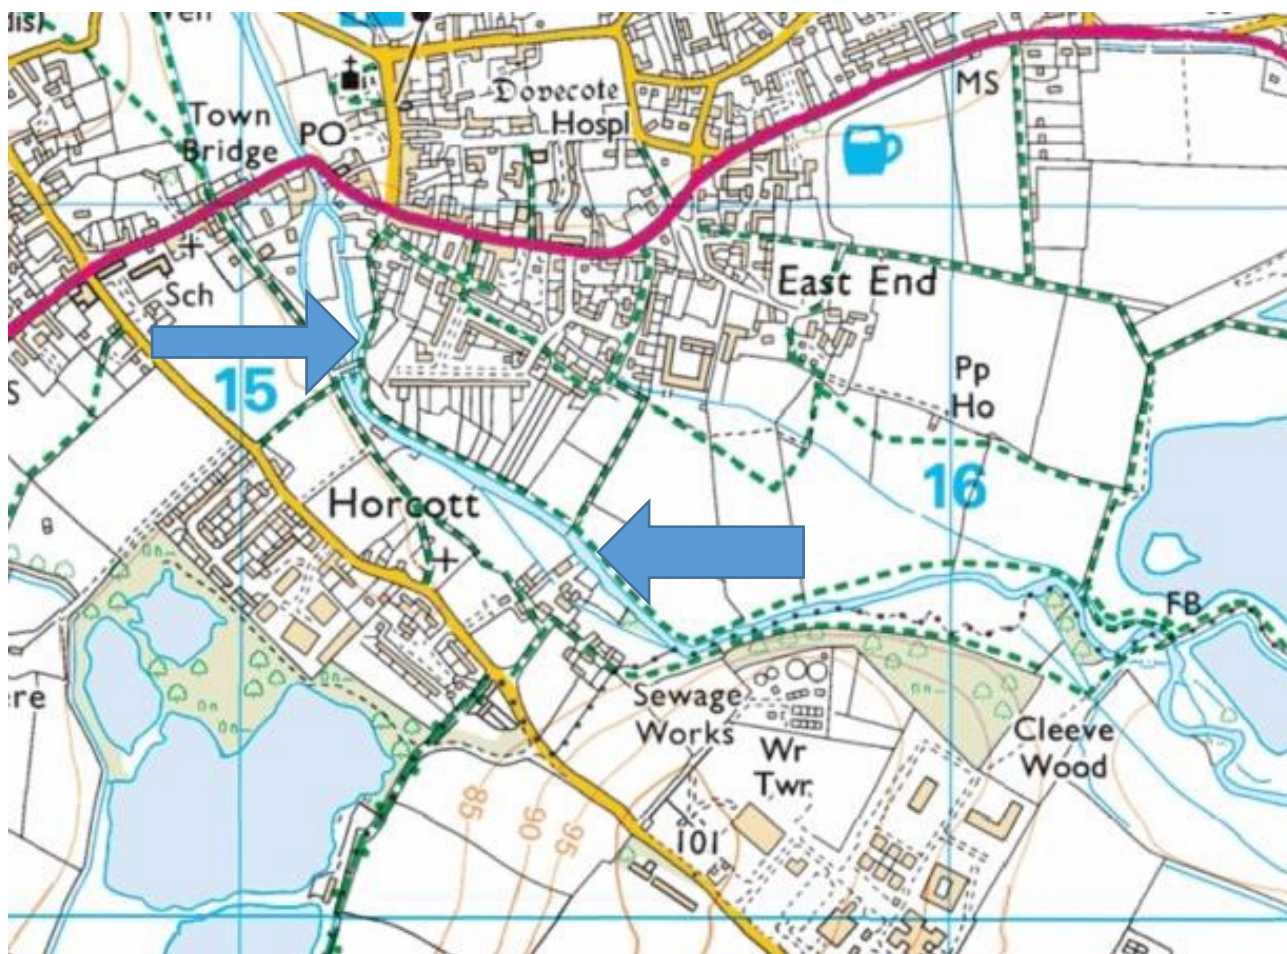 Town
Bridge
PO
Dovecote
Hospl
MS
Sch
East End
15
Pp
Ho
16
Horcott
FB
Sewage
Works
Wr
Twr
Cleeve
Wood
85
90
95
101